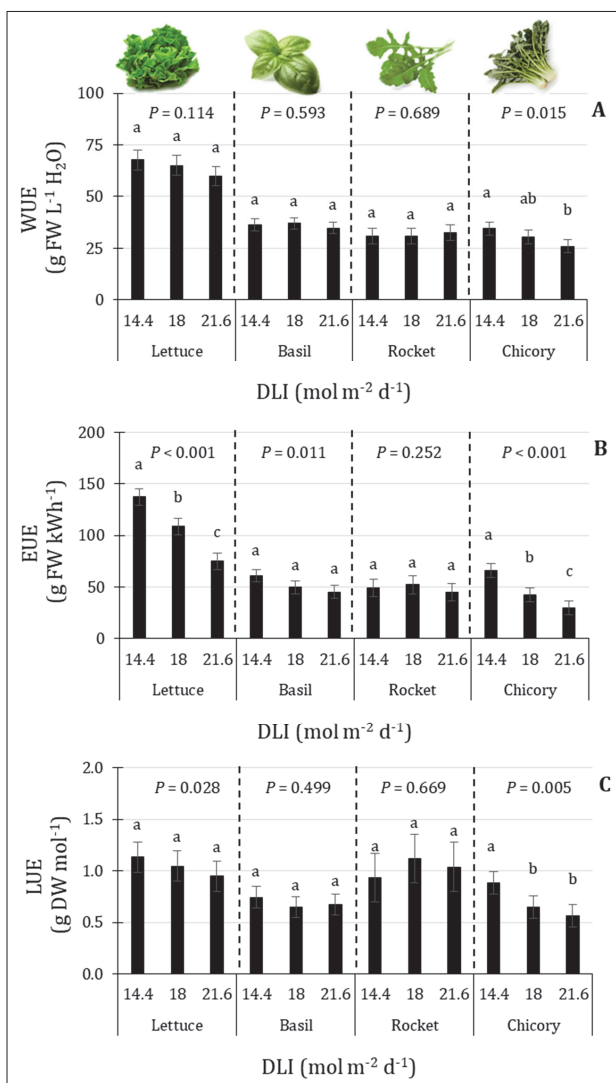 A
P = 0.114 P = 0.593 P = 0.689 P = 0.015
100
75
50
25
0
WUE
(g FW L⁻¹ H₂O)
a a a a a a a a a a ab b
14.4 18 21.6 14.4 18 21.6 14.4 18 21.6 14.4 18 21.6
Lettuce Basil Rocket Chicory
DLI (mol m⁻² d⁻¹)
B
P < 0.001 P = 0.011 P = 0.252 P < 0.001
200
150
100
50
0
EUE
(g FW kWh⁻¹)
a b c a a a a a a a b c
14.4 18 21.6 14.4 18 21.6 14.4 18 21.6 14.4 18 21.6
Lettuce Basil Rocket Chicory
DLI (mol m⁻² d⁻¹)
C
P = 0.028 P = 0.499 P = 0.669 P = 0.005
2.0
1.5
1.0
0.5
0.0
LUE
(g DW mol⁻¹)
a a a a a a a a a a b b
14.4 18 21.6 14.4 18 21.6 14.4 18 21.6 14.4 18 21.6
Lettuce Basil Rocket Chicory
DLI (mol m⁻² d⁻¹)